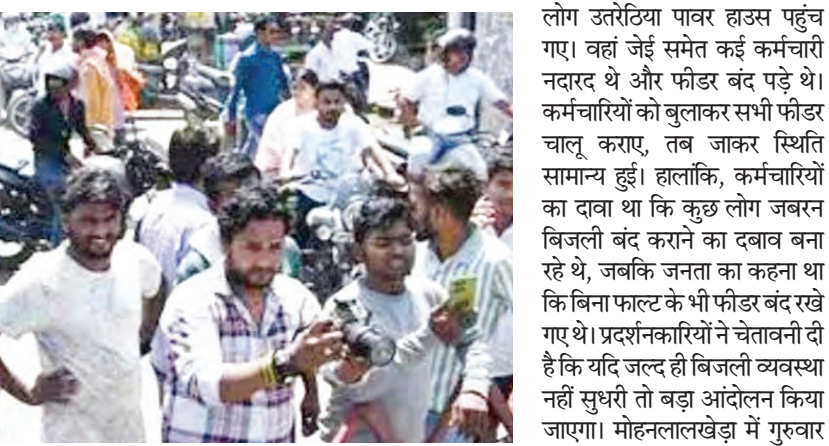 लोग उतरेठिया पावर हाउस पहुंच
गए। वहां जेई समेत कई कर्मचारी
नदारद थे और फीडर बंद पड़े थे।
कर्मचारियों को बुलाकर सभी फीडर
चालू कराए, तब जाकर स्थिति
सामान्य हुई। हालांकि, कर्मचारियों
का दावा था कि कुछ लोग जबरन
बिजली बंद कराने का दबाव बना
रहे थे, जबकि जनता का कहना था
कि बिना फाल्ट के भी फीडर बंद रखे
गए थे। प्रदर्शनकारियों ने चेतावनी दी
है कि यदि जल्द ही बिजली व्यवस्था
नहीं सुधरी तो बड़ा आंदोलन किया
जाएगा। मोहनलालखेड़ा में गुरुवार